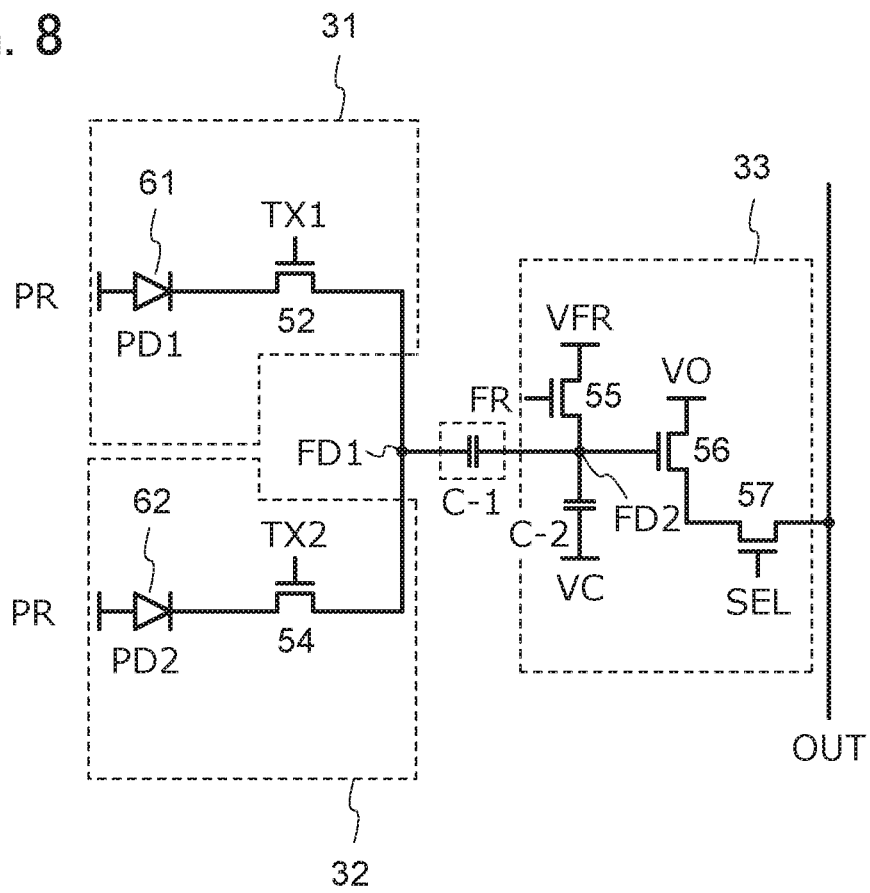 . 8
31
61
33
TX1
PR
52
PD1
VFR
VO
FR
55
56
FD1
57
C-1
FD2
62
C-2
TX2
VC
SEL
PR
54
PD2
OUT
32